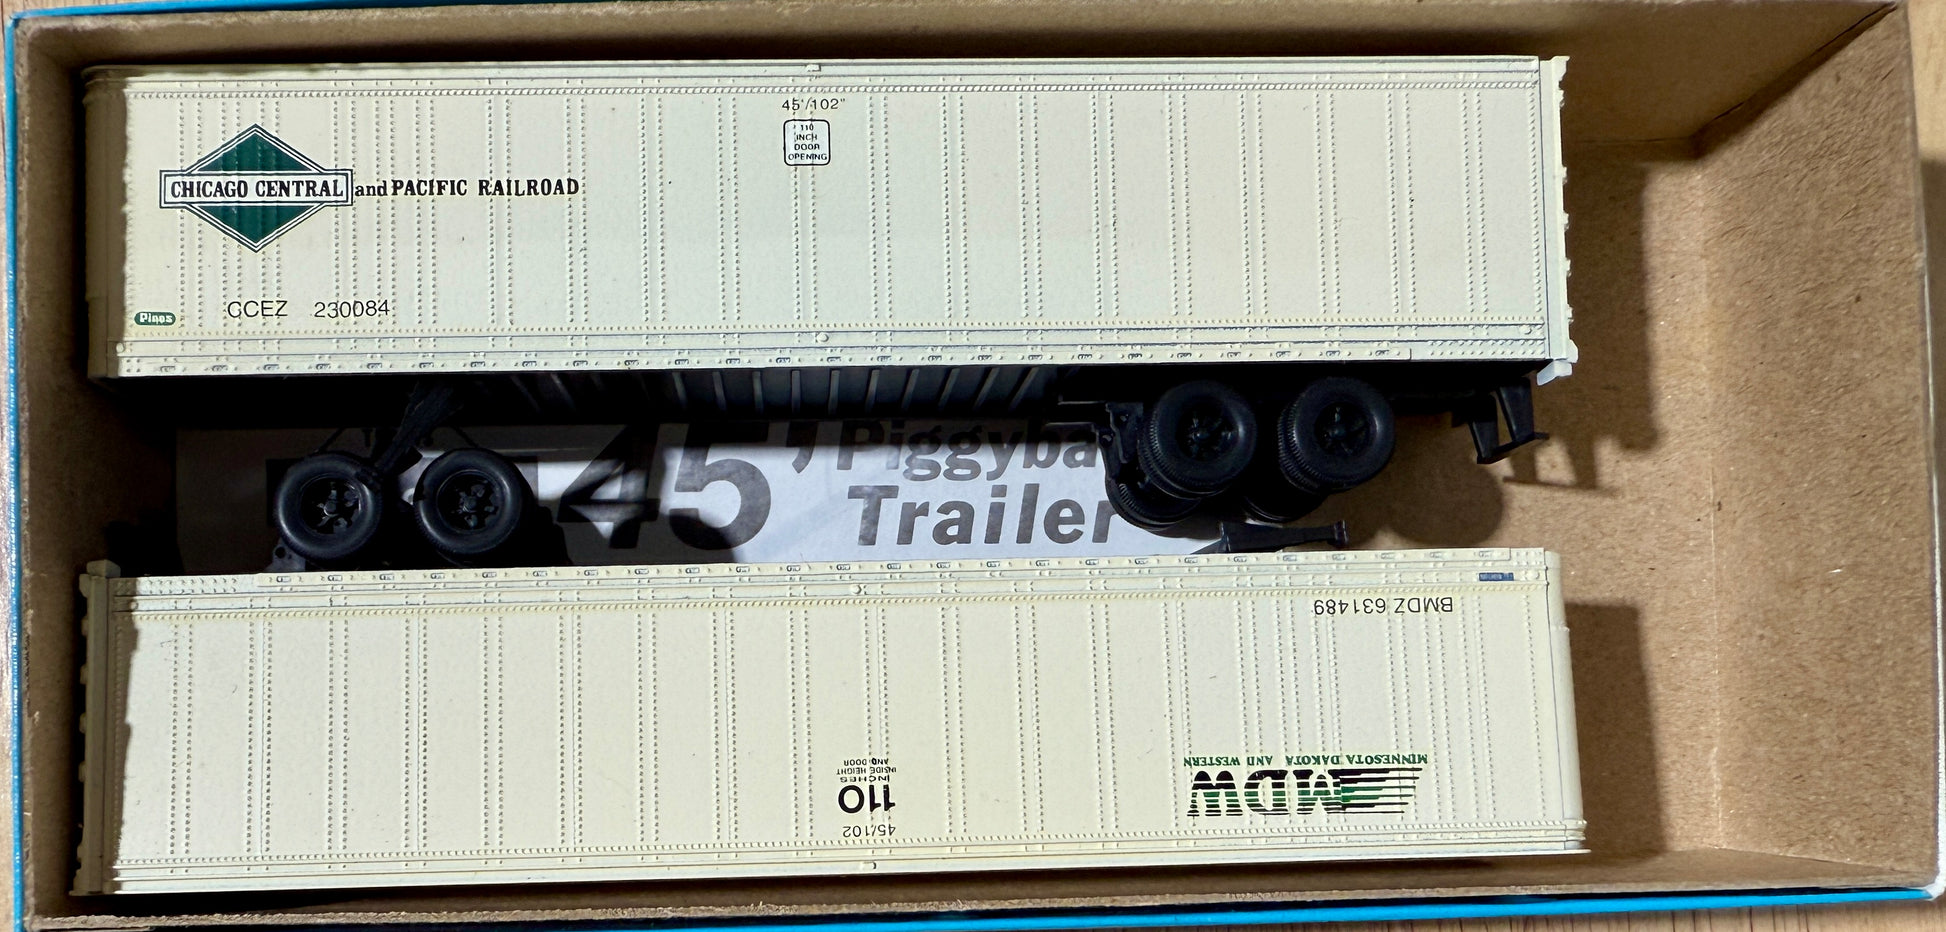 45'/102"
110
INCH
DOOR
OPENING
CHICAGO CENTRAL and PACIFIC RAILROAD
CCEZ 230084
Pines
45' Piggyba
Trailer
BMDZ 631489
MINNESOTA DAKOTA AND WESTERN
MDW
45/102
110
INCHES
INSIDE HEIGHT
AND DOOR